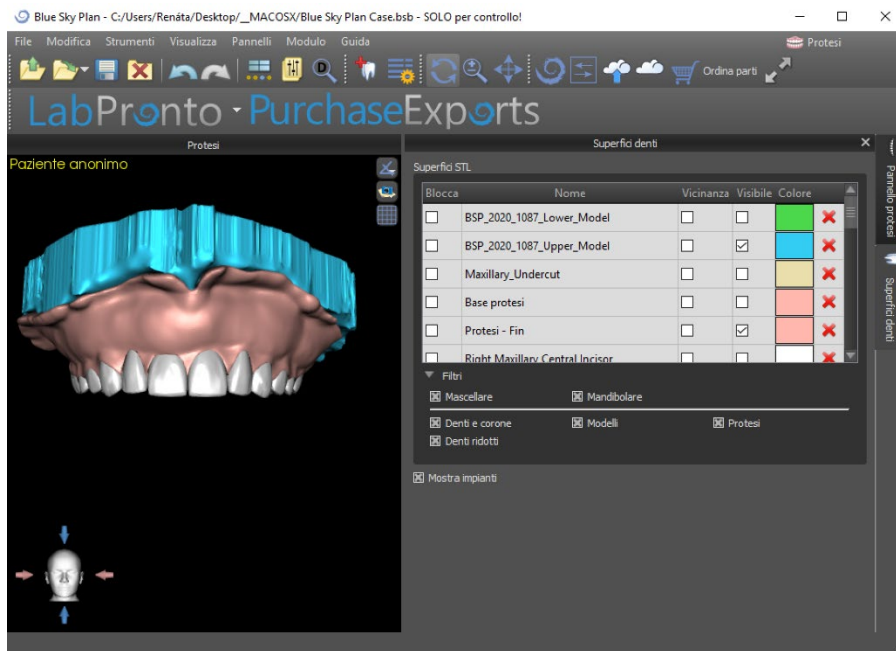 Blue Sky Plan - C:/Users/Renáta/Desktop/__MACOSX/Blue Sky Plan Case.bsb - SOLO per controllo!
File Modifica Strumenti Visualizza Pannelli Modulo Guida
Protesi
Ordina parti
LabPronto - PurchaseExports
Protesi
Superfici denti
Paziente anonimo
Superfici STL
Blocca Nome Vicinanza Visibile Colore
BSP_2020_1087_Lower_Model
BSP_2020_1087_Upper_Model
Maxillary_Undercut
Base protesi
Protesi - Fin
Right Maxillary Central Incisor
Filtri
Mascellare Mandibolare
Denti e corone Modelli Protesi
Denti ridotti
Mostra impianti
Pannello protesi
Superfici denti